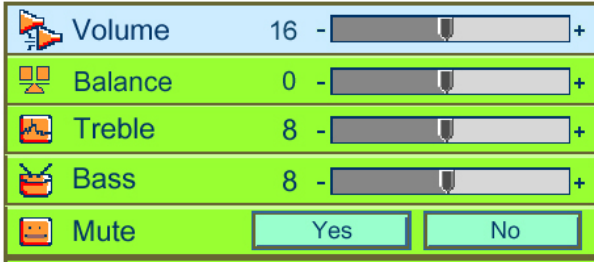 Volume 16 - +
Balance 0 - +
Treble 8 - +
Bass 8 - +
Mute Yes No